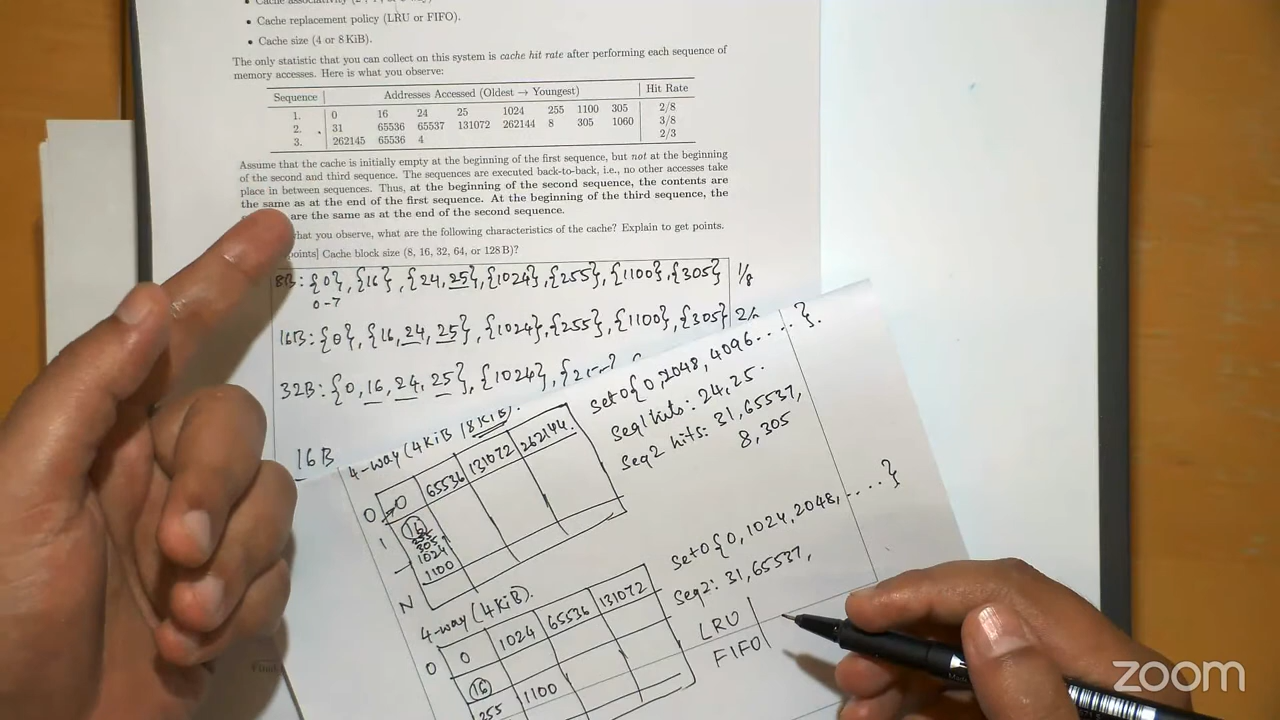 • Cache replacement policy (LRU or FIFO).
• Cache size (4 or 8 KiB).
The only statistic that you can collect on this system is cache hit rate after performing each sequence of
memory accesses. Here is what you observe:
Sequence Addresses Accessed (Oldest → Youngest) Hit Rate
1. 0 16 24 25 1024 255 1100 305 2/8
2. 31 65536 65537 131072 262144 8 305 1060 3/8
3. 262145 65536 4 2/3
Assume that the cache is initially empty at the beginning of the first sequence, but not at the beginning
of the second and third sequence. The sequences are executed back-to-back, i.e., no other accesses take
place in between sequences. Thus, at the beginning of the second sequence, the contents are
the same as at the end of the first sequence. At the beginning of the third sequence, the
are the same as at the end of the second sequence.
what you observe, what are the following characteristics of the cache? Explain to get points.
points] Cache block size (8, 16, 32, 64, or 128 B)?
8B: {0}, {16}, {24, 25}, {1024}, {255}, {1100}, {305} 1/8
0-7
16B: {0}, {16, 24, 25}, {1024}, {255}, {1100}, {305}
32B: {0, 16, 24, 25}, {1024},
16B
4-way (4KiB 18KiB).
0 0 65536 131072 262144
1 16
255
305
1024
1100
N
Set 0 {0, 2048, 4096....}.
Seq1 hits: 24, 25.
Seq2 hits: 31, 65537,
8, 305
4-way (4KiB).
0 0 1024 65536 131072
16
255 1100
Set 0 {0, 1024, 2048, ....}
Seq2: 31, 65537,
LRU
FIFO
zoom